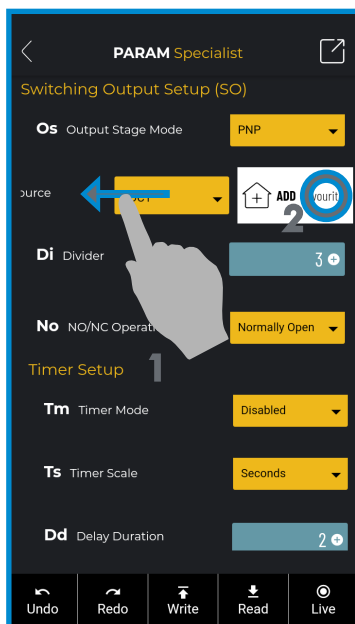 PARAM Specialist
Switching Output Setup (SO)
Os Output Stage Mode PNP
ource ADD
2
Di Divider 3
No NO/NC Operati Normally Open
1
Timer Setup
Tm Timer Mode Disabled
Ts Timer Scale Seconds
Dd Delay Duration 2
Undo Redo Write Read Live